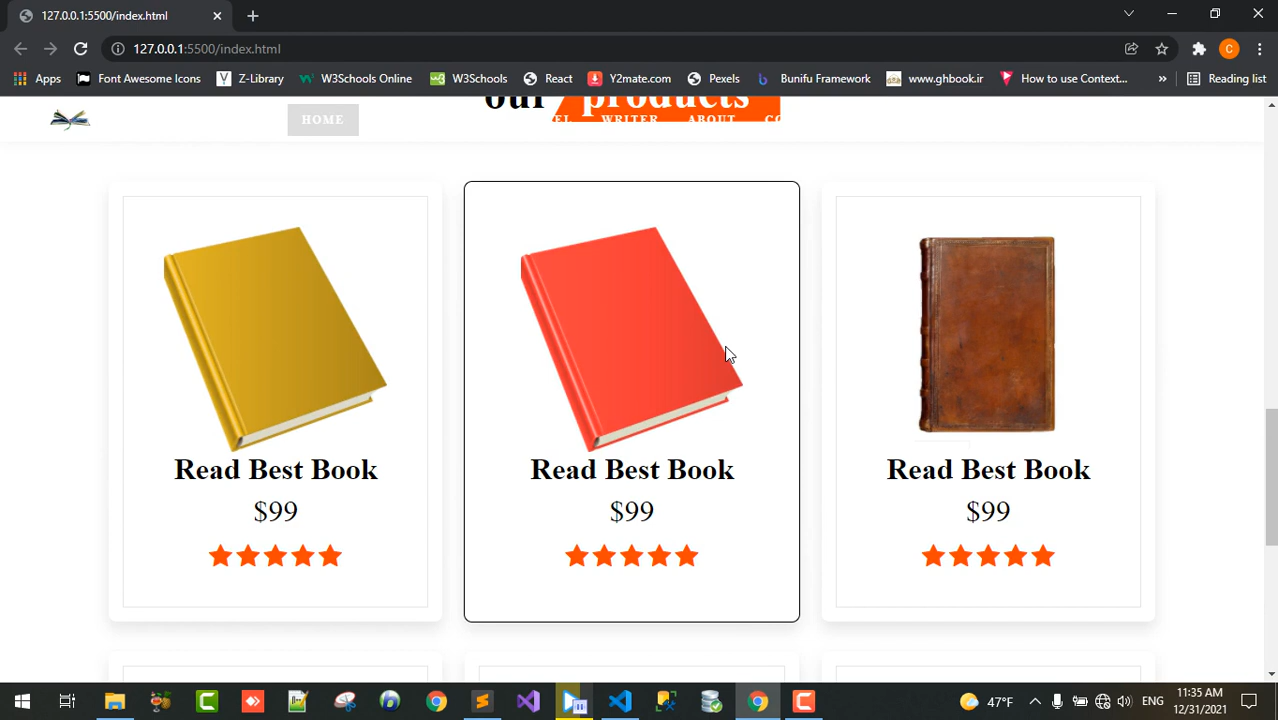 127.0.0.1:5500/index.html
127.0.0.1:5500/index.html
C
Apps
Font Awesome Icons
Z-Library
W3Schools Online
W3Schools
React
Y2mate.com
Pexels
Bunifu Framework
www.ghbook.ir
How to use Context...
»
Reading list
our products
HOME
EL WRITER ABOUT CO
Read Best Book
$99
Read Best Book
$99
Read Best Book
$99
47°F
ENG
11:35 AM
12/31/2021